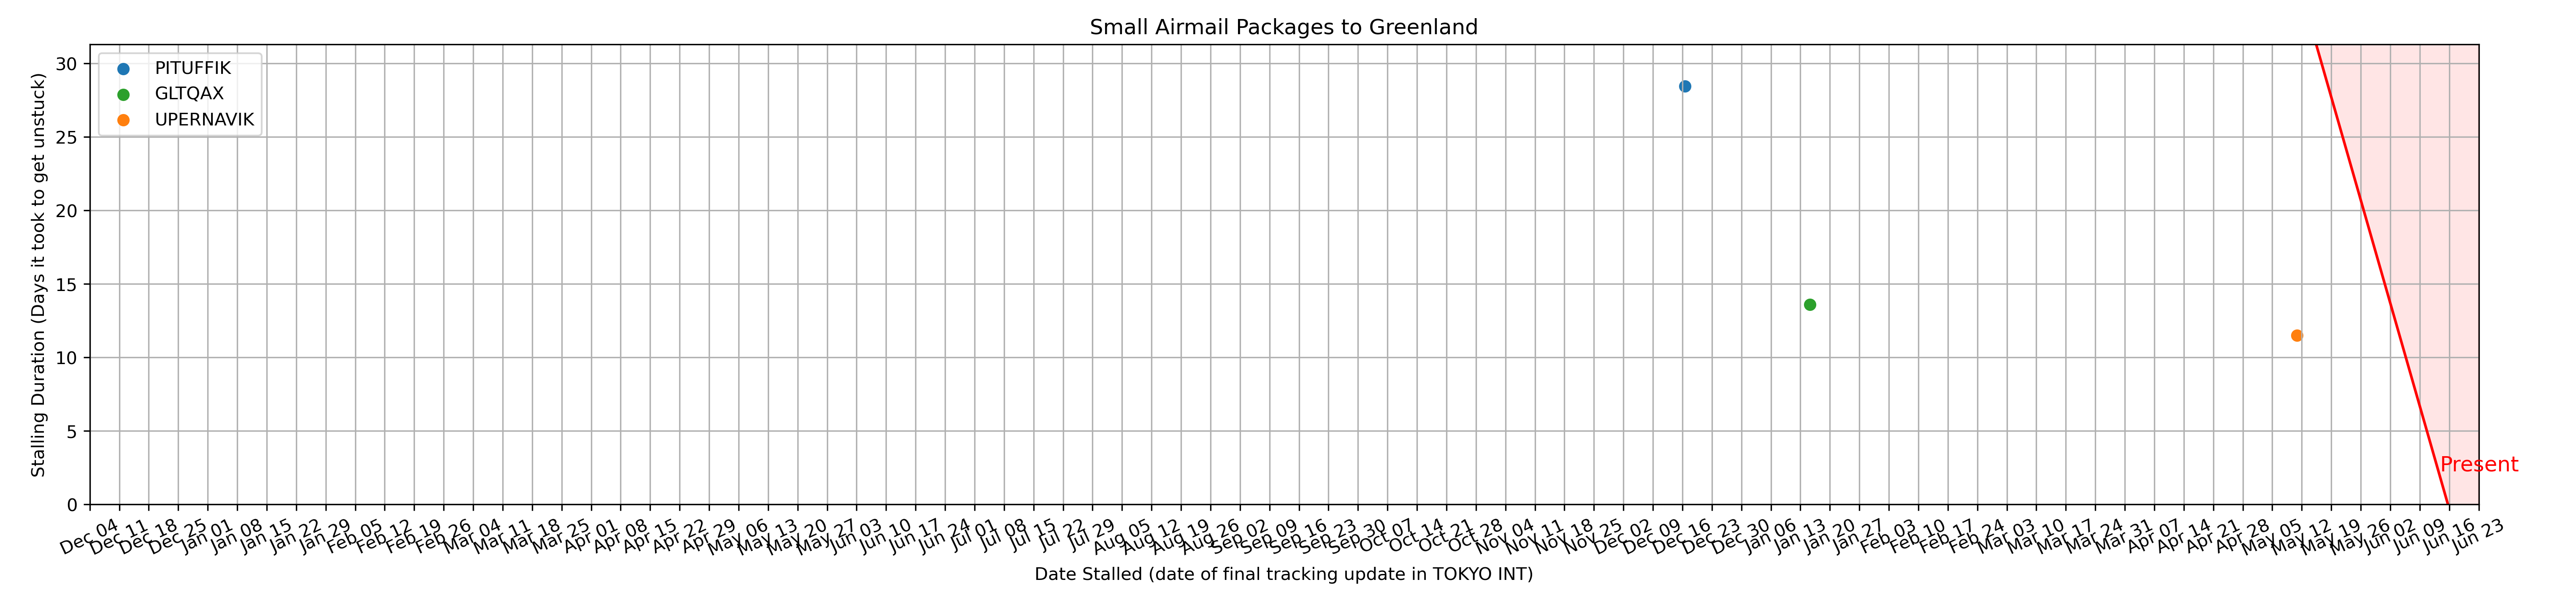 Small Airmail Packages to Greenland
PITUFFIK
GLTQAX
UPERNAVIK
Stalling Duration (Days it took to get unstuck)
30
25
20
15
10
5
0
Present
Dec 04 Dec 11 Dec 18 Dec 25 Jan 01 Jan 08 Jan 15 Jan 22 Jan 29 Feb 05 Feb 12 Feb 19 Feb 26 Mar 04 Mar 11 Mar 18 Mar 25 Apr 01 Apr 08 Apr 15 Apr 22 Apr 29 May 06 May 13 May 20 May 27 Jun 03 Jun 10 Jun 17 Jun 24 Jul 01 Jul 08 Jul 15 Jul 22 Jul 29 Aug 05 Aug 12 Aug 19 Aug 26 Sep 02 Sep 09 Sep 16 Sep 23 Sep 30 Oct 07 Oct 14 Oct 21 Oct 28 Nov 04 Nov 11 Nov 18 Nov 25 Dec 02 Dec 09 Dec 16 Dec 23 Dec 30 Jan 06 Jan 13 Jan 20 Jan 27 Feb 03 Feb 10 Feb 17 Feb 24 Mar 03 Mar 10 Mar 17 Mar 24 Mar 31 Apr 07 Apr 14 Apr 21 Apr 28 May 05 May 12 May 19 May 26 Jun 02 Jun 09 Jun 16 Jun 23
Date Stalled (date of final tracking update in TOKYO INT)